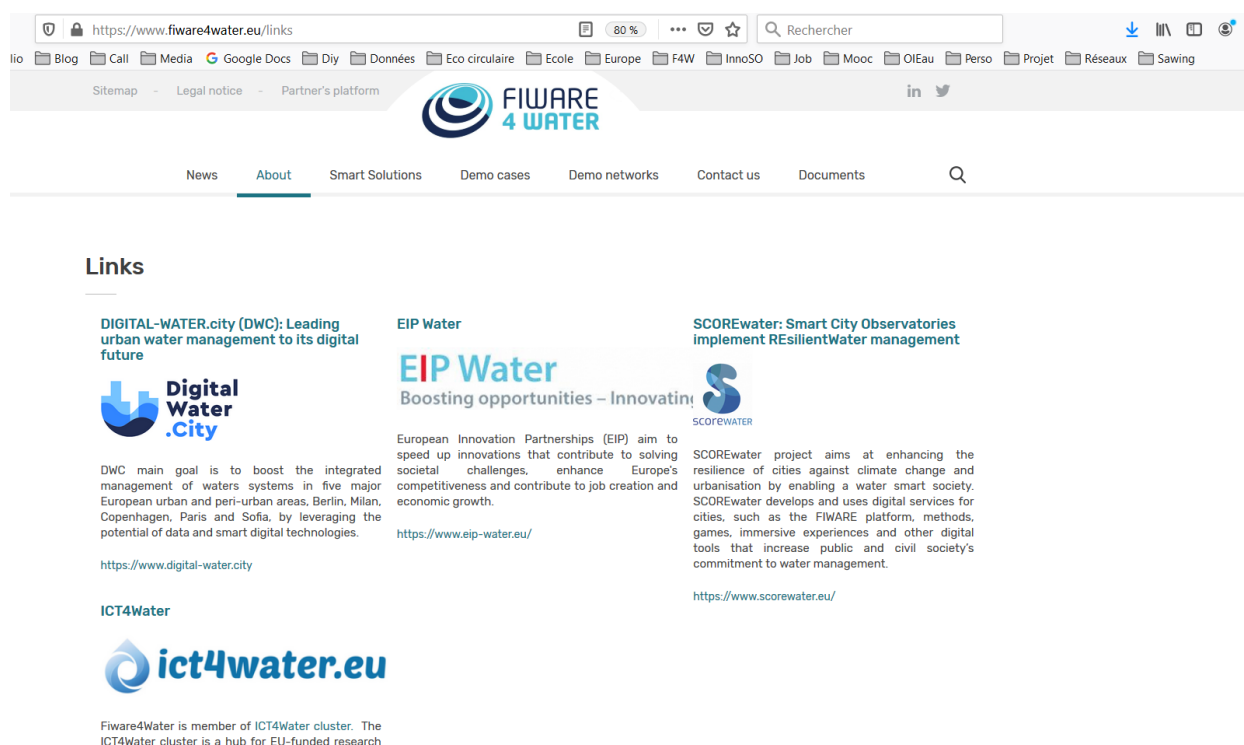 https://www.fiware4water.eu/links
80 %
Rechercher
lio Blog Call Media Google Docs Diy Données Eco circulaire Ecole Europe F4W InnoSO Job Mooc OIEau Perso Projet Réseaux Sawing
Sitemap - Legal notice - Partner's platform
FIWARE
4 WATER
in
News About Smart Solutions Demo cases Demo networks Contact us Documents
Links
DIGITAL-WATER.city (DWC): Leading
urban water management to its digital
future
Digital
Water
.City
DWC main goal is to boost the integrated
management of waters systems in five major
European urban and peri-urban areas, Berlin, Milan,
Copenhagen, Paris and Sofia, by leveraging the
potential of data and smart digital technologies.
https://www.digital-water.city
EIP Water
EIP Water
Boosting opportunities – Innovating
European Innovation Partnerships (EIP) aim to
speed up innovations that contribute to solving
societal challenges, enhance Europe's
competitiveness and contribute to job creation and
economic growth.
https://www.eip-water.eu/
SCOREwater: Smart City Observatories
implement REsilientWater management
scorewater
SCOREwater project aims at enhancing the
resilience of cities against climate change and
urbanisation by enabling a water smart society.
SCOREwater develops and uses digital services for
cities, such as the FIWARE platform, methods,
games, immersive experiences and other digital
tools that increase public and civil society's
commitment to water management.
https://www.scorewater.eu/
ICT4Water
ict4water.eu
Fiware4Water is member of ICT4Water cluster. The
ICT4Water cluster is a hub for EU-funded research